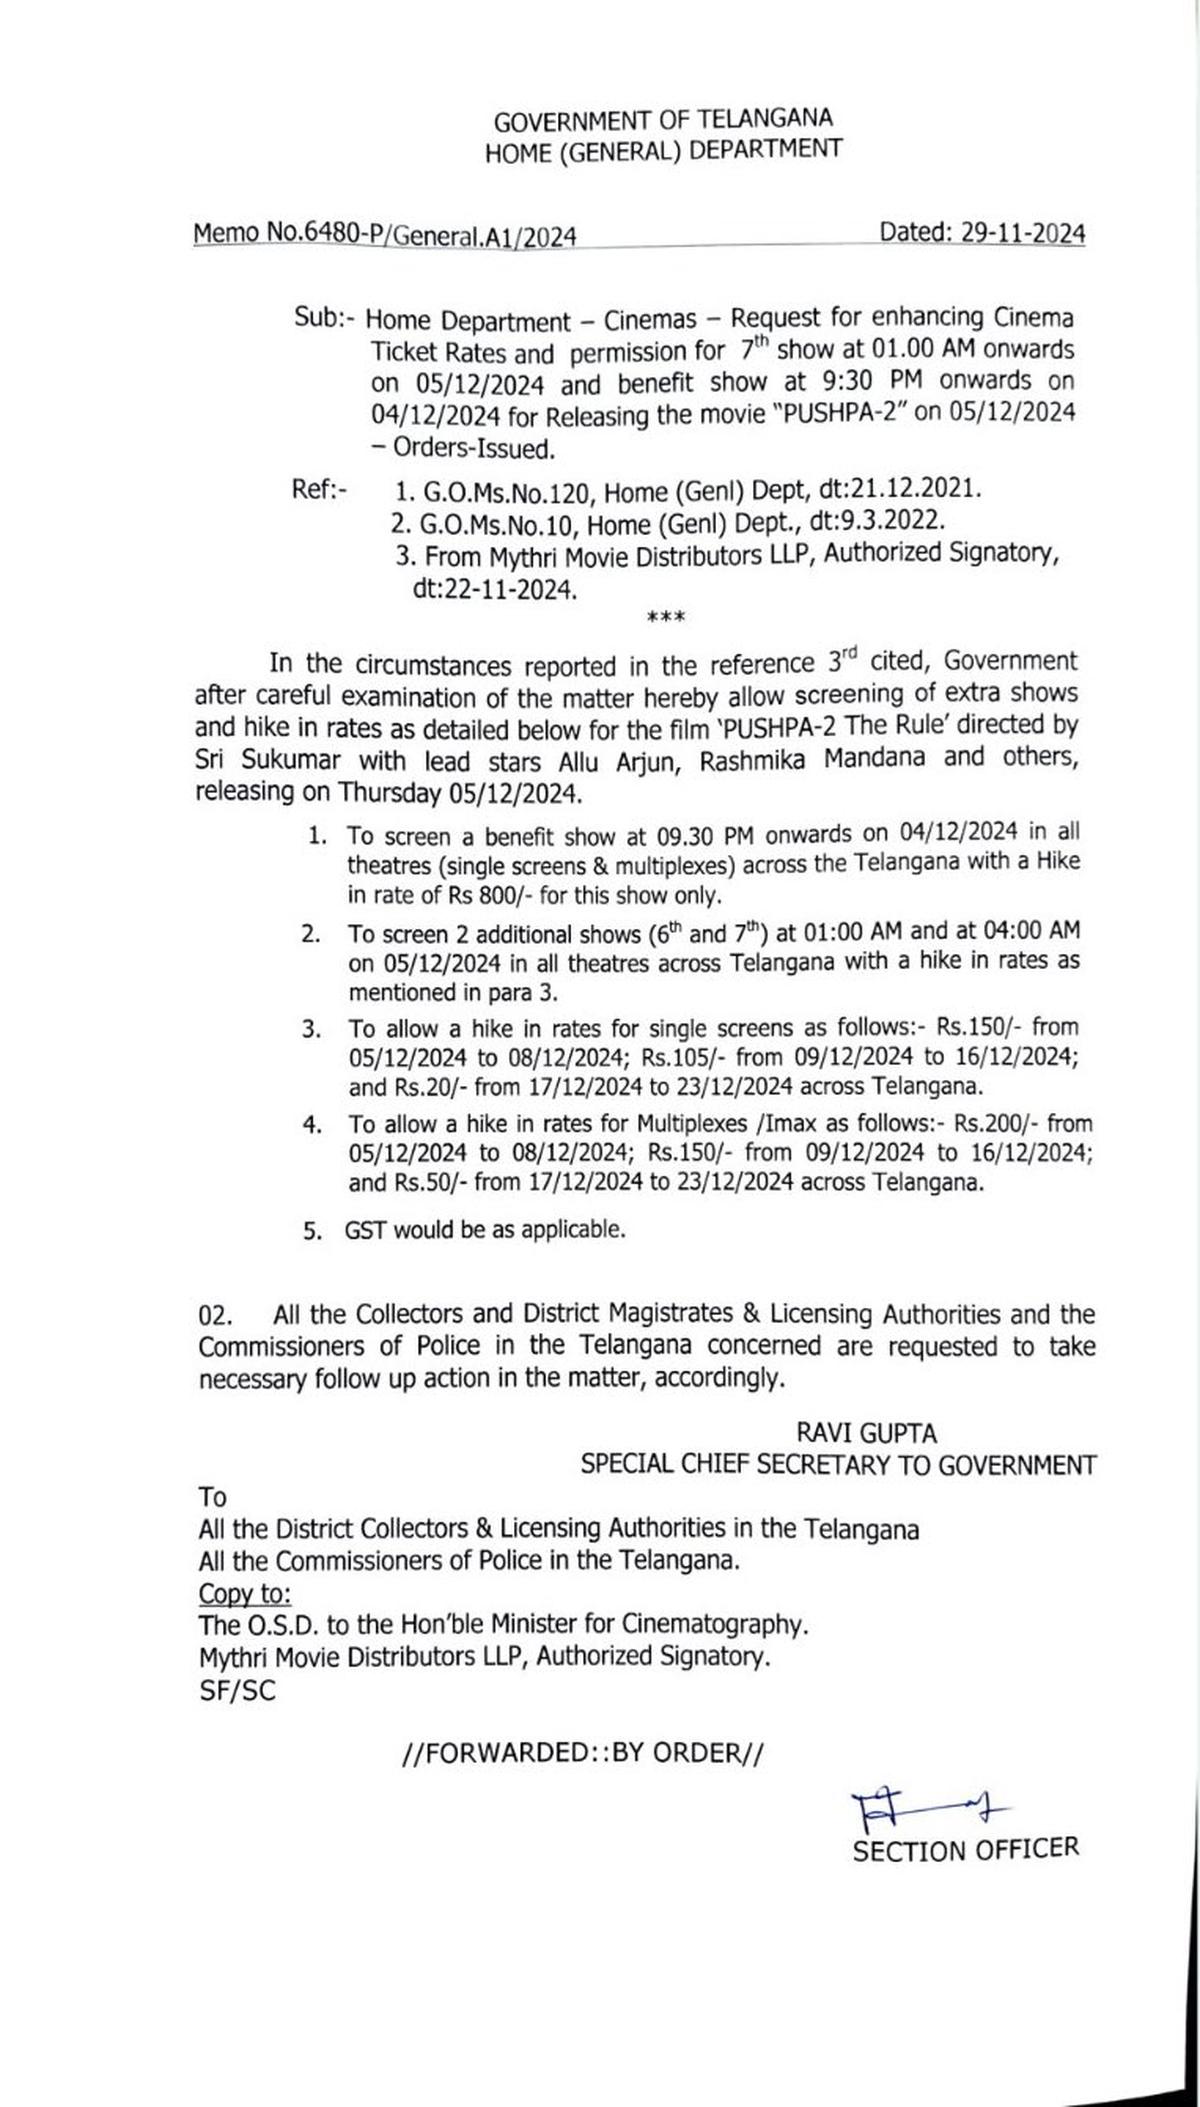 GOVERNMENT OF TELANGANA
HOME (GENERAL) DEPARTMENT
Memo No.6480-P/General.A1/2024 Dated: 29-11-2024
Sub:- Home Department – Cinemas – Request for enhancing Cinema
Ticket Rates and permission for 7th show at 01.00 AM onwards
on 05/12/2024 and benefit show at 9:30 PM onwards on
04/12/2024 for Releasing the movie "PUSHPA-2" on 05/12/2024
– Orders-Issued.
Ref:- 1. G.O.Ms.No.120, Home (Genl) Dept, dt:21.12.2021.
2. G.O.Ms.No.10, Home (Genl) Dept., dt:9.3.2022.
3. From Mythri Movie Distributors LLP, Authorized Signatory,
dt:22-11-2024.
***
In the circumstances reported in the reference 3rd cited, Government
after careful examination of the matter hereby allow screening of extra shows
and hike in rates as detailed below for the film 'PUSHPA-2 The Rule' directed by
Sri Sukumar with lead stars Allu Arjun, Rashmika Mandana and others,
releasing on Thursday 05/12/2024.
1. To screen a benefit show at 09.30 PM onwards on 04/12/2024 in all
theatres (single screens & multiplexes) across the Telangana with a Hike
in rate of Rs 800/- for this show only.
2. To screen 2 additional shows (6th and 7th) at 01:00 AM and at 04:00 AM
on 05/12/2024 in all theatres across Telangana with a hike in rates as
mentioned in para 3.
3. To allow a hike in rates for single screens as follows:- Rs.150/- from
05/12/2024 to 08/12/2024; Rs.105/- from 09/12/2024 to 16/12/2024;
and Rs.20/- from 17/12/2024 to 23/12/2024 across Telangana.
4. To allow a hike in rates for Multiplexes /Imax as follows:- Rs.200/- from
05/12/2024 to 08/12/2024; Rs.150/- from 09/12/2024 to 16/12/2024;
and Rs.50/- from 17/12/2024 to 23/12/2024 across Telangana.
5. GST would be as applicable.
02. All the Collectors and District Magistrates & Licensing Authorities and the
Commissioners of Police in the Telangana concerned are requested to take
necessary follow up action in the matter, accordingly.
RAVI GUPTA
SPECIAL CHIEF SECRETARY TO GOVERNMENT
To
All the District Collectors & Licensing Authorities in the Telangana
All the Commissioners of Police in the Telangana.
Copy to:
The O.S.D. to the Hon'ble Minister for Cinematography.
Mythri Movie Distributors LLP, Authorized Signatory.
SF/SC
//FORWARDED::BY ORDER//
SECTION OFFICER